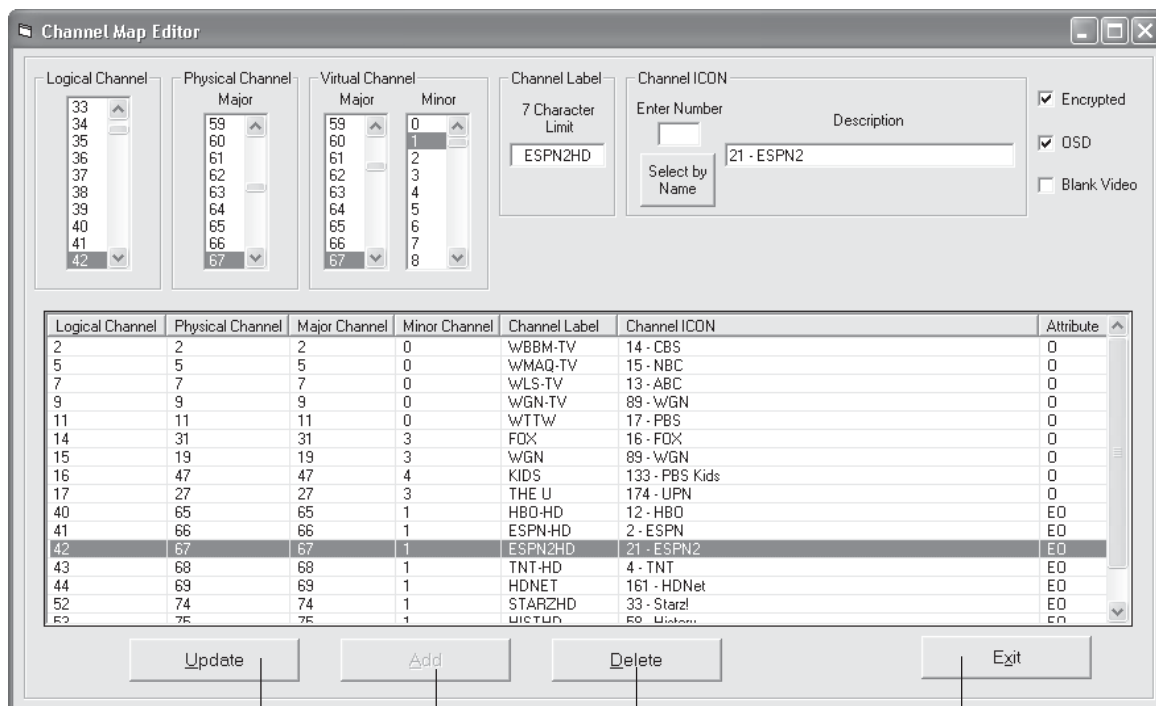 Channel Map Editor
Logical Channel
33
34
35
36
37
38
39
40
41
42
Physical Channel
Major
59
60
61
62
63
64
65
66
67
Virtual Channel
Major
59
60
61
62
63
64
65
66
67
Minor
0
1
2
3
4
5
6
7
8
Channel Label
7 Character
Limit
ESPN2HD
Channel ICON
Enter Number
Select by
Name
Description
21 - ESPN2
Encrypted
OSD
Blank Video
Logical Channel Physical Channel Major Channel Minor Channel Channel Label Channel ICON Attribute
2 2 2 0 WBBM-TV 14 - CBS O
5 5 5 0 WMAQ-TV 15 - NBC O
7 7 7 0 WLS-TV 13 - ABC O
9 9 9 0 WGN-TV 89 - WGN O
11 11 11 0 WTTW 17 - PBS O
14 31 31 3 FOX 16 - FOX O
15 19 19 3 WGN 89 - WGN O
16 47 47 4 KIDS 133 - PBS Kids O
17 27 27 3 THE U 174 - UPN O
40 65 65 1 HBO-HD 12 - HBO EO
41 66 66 1 ESPN-HD 2 - ESPN EO
42 67 67 1 ESPN2HD 21 - ESPN2 EO
43 68 68 1 TNT-HD 4 - TNT EO
44 69 69 1 HDNET 161 - HDNet EO
52 74 74 1 STARZHD 33 - Starz! EO
53 75 75 1 HISTHD 58 - History EO
Update
Add
Delete
Exit